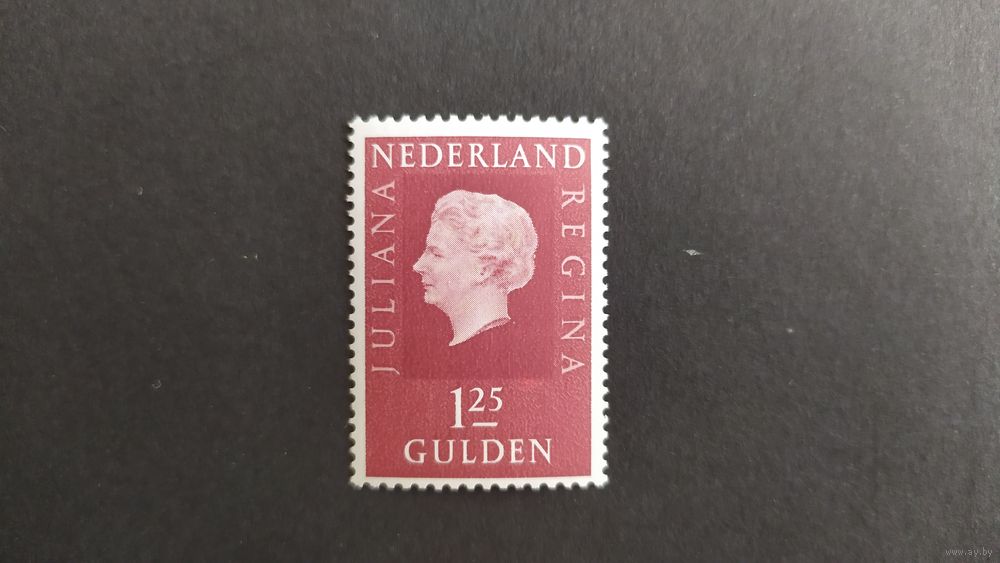 NEDERLAND
JULIANA
REGINA
1 25
GULDEN
www.ay.by